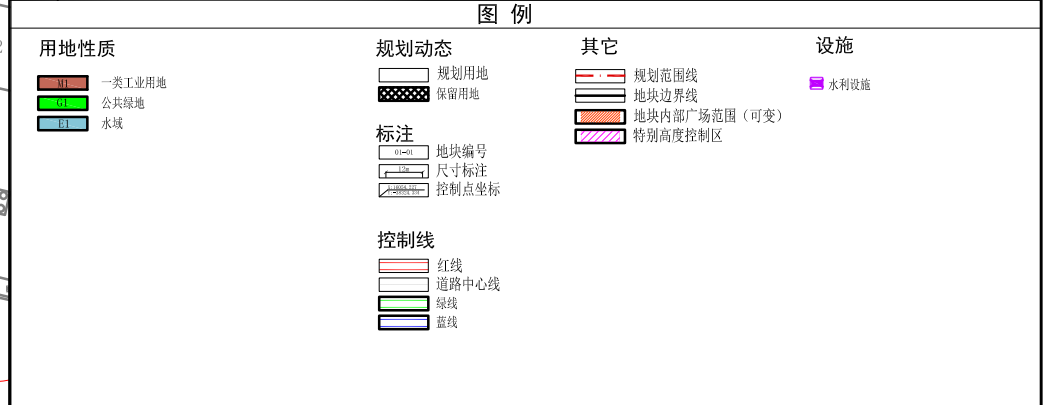 图 例
用地性质
M1 一类工业用地
G1 公共绿地
E1 水域
规划动态
规划用地
保留用地
标注
01-01 地块编号
12m 尺寸标注
控制点坐标
控制线
红线
道路中心线
绿线
蓝线
其它
规划范围线
地块边界线
地块内部广场范围（可变）
特别高度控制区
设施
水利设施